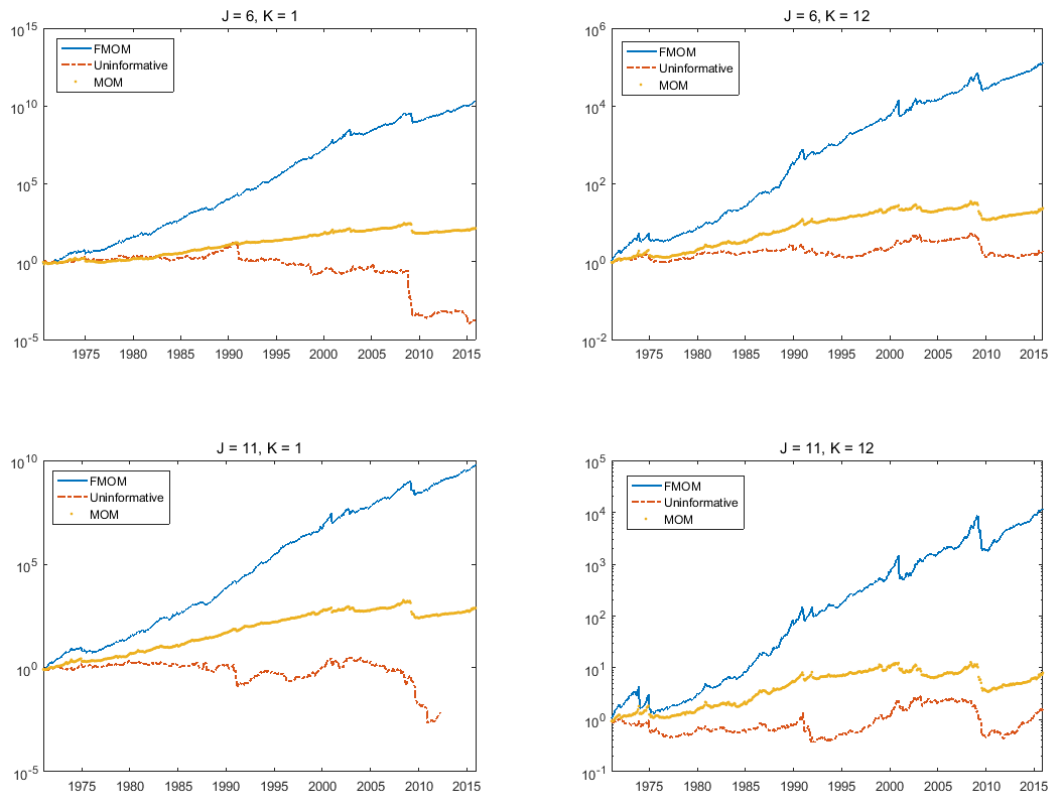 J = 6, K = 1
10^15
10^10
10^5
10^0
10^-5
FMOM
Uninformative
MOM
1975 1980 1985 1990 1995 2000 2005 2010 2015
J = 6, K = 12
10^6
10^4
10^2
10^0
10^-2
FMOM
Uninformative
MOM
1975 1980 1985 1990 1995 2000 2005 2010 2015
J = 11, K = 1
10^10
10^5
10^0
10^-5
FMOM
Uninformative
MOM
1975 1980 1985 1990 1995 2000 2005 2010 2015
J = 11, K = 12
10^5
10^4
10^3
10^2
10^1
10^0
10^-1
FMOM
Uninformative
MOM
1975 1980 1985 1990 1995 2000 2005 2010 2015